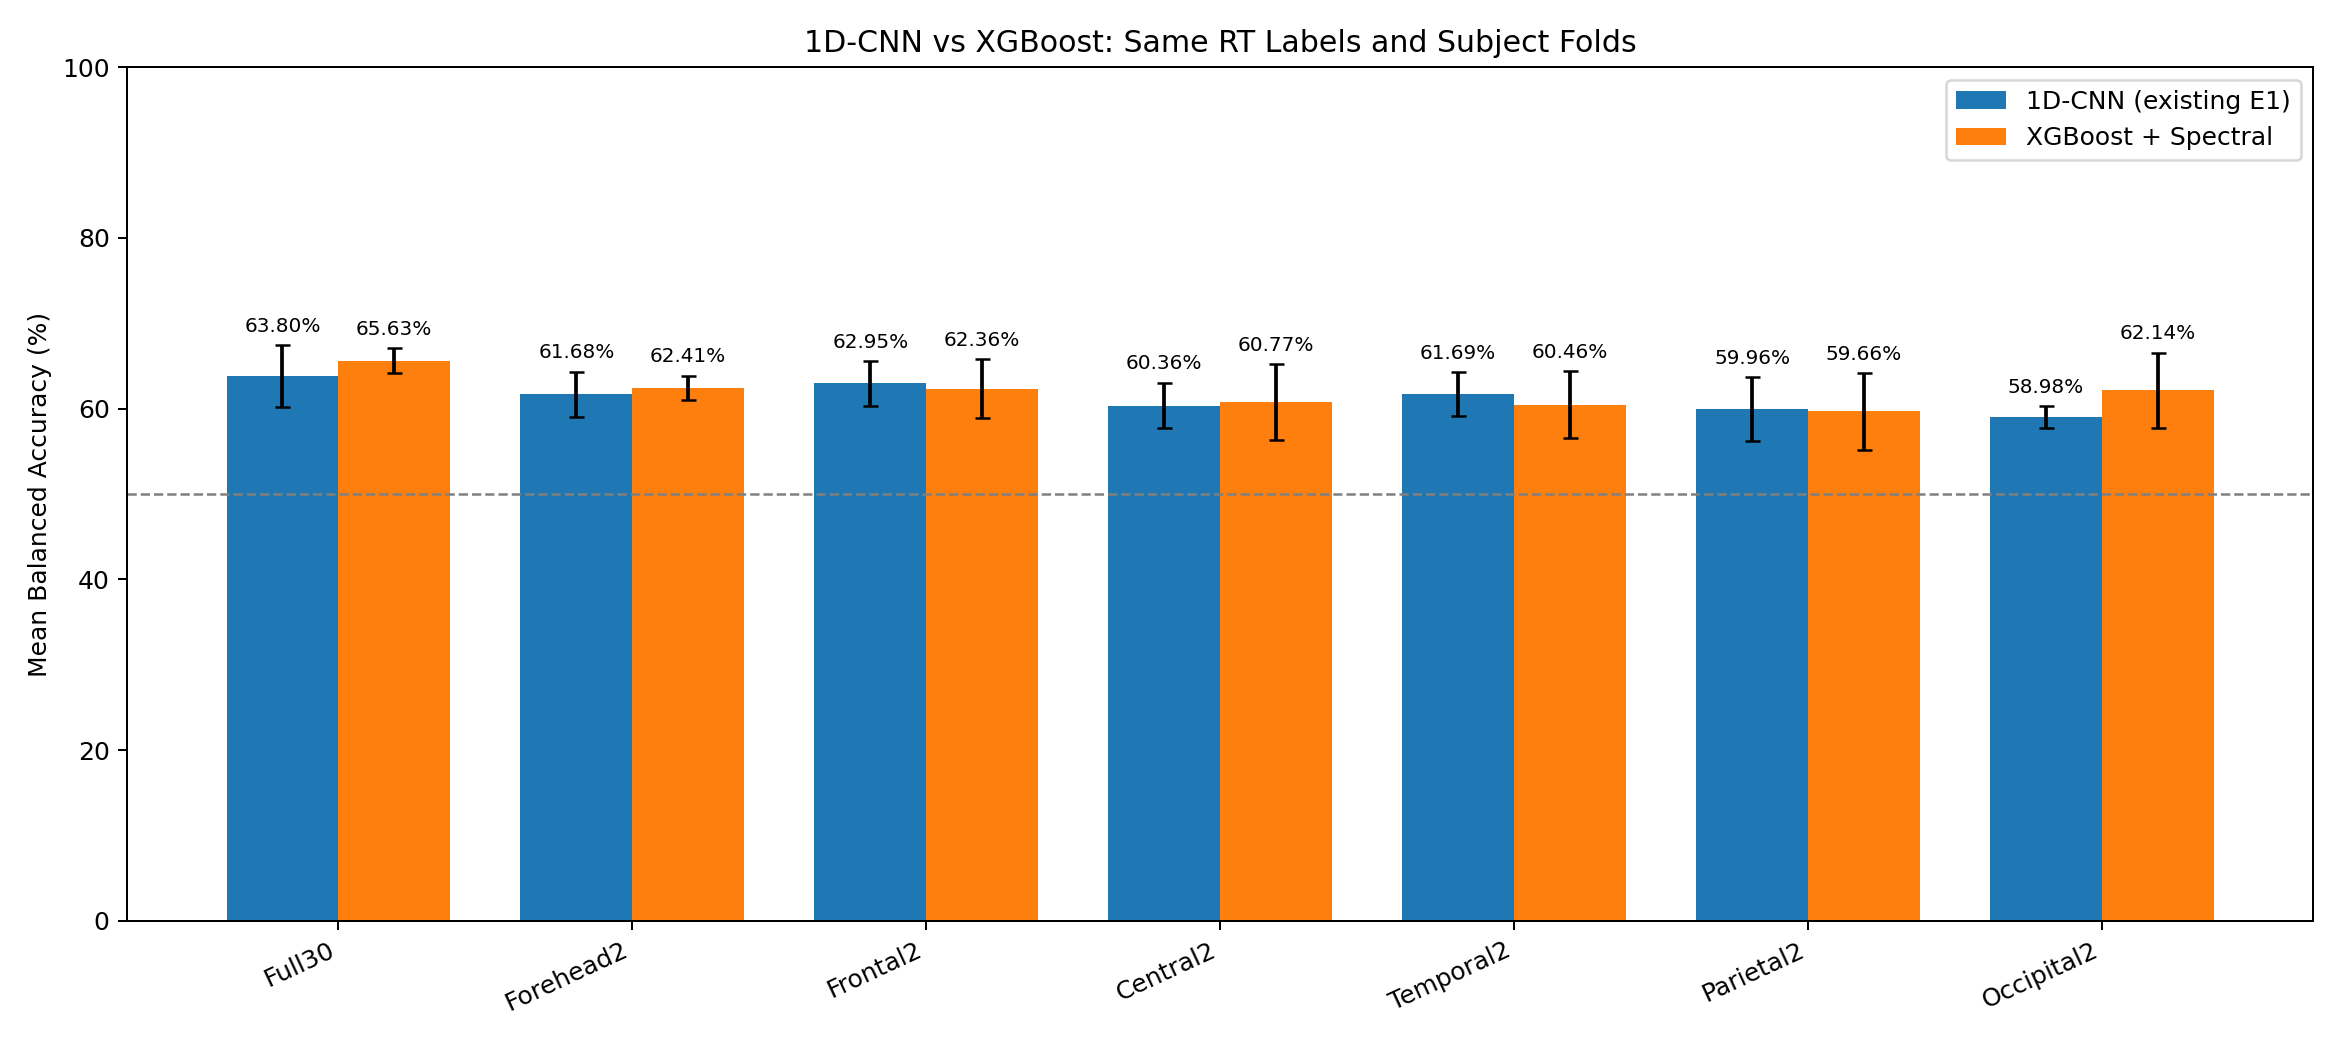 1D-CNN vs XGBoost: Same RT Labels and Subject Folds
1D-CNN (existing E1)
XGBoost + Spectral
Mean Balanced Accuracy (%)
100
80
60
40
20
0
63.80%
65.63%
61.68%
62.41%
62.95%
62.36%
60.36%
60.77%
61.69%
60.46%
59.96%
59.66%
58.98%
62.14%
Full30
Forehead2
Frontal2
Central2
Temporal2
Parietal2
Occipital2